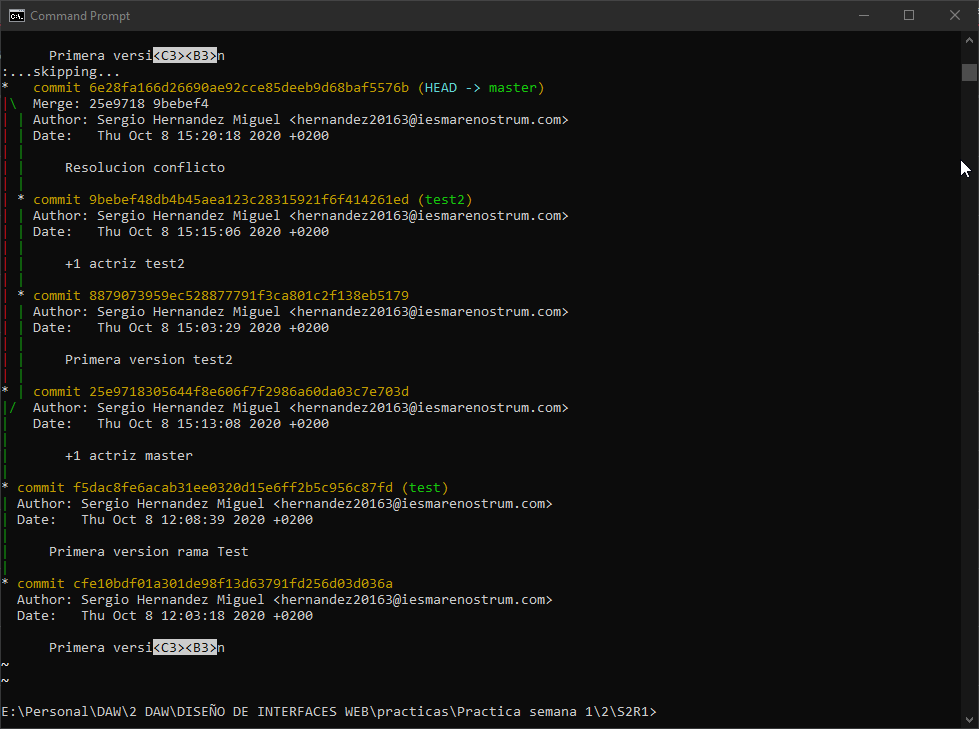 Command Prompt
Primera versi<C3><B3>n
:...skipping...
*   commit 6e28fa166d26690ae92cce85deeb9d68baf5576b (HEAD -> master)
|\  Merge: 25e9718 9bebef4
| | Author: Sergio Hernandez Miguel <hernandez20163@iesmarenostrum.com>
| | Date:   Thu Oct 8 15:20:18 2020 +0200
| |
| |     Resolucion conflicto
| |
| * commit 9bebef48db4b45aea123c28315921f6f414261ed (test2)
| | Author: Sergio Hernandez Miguel <hernandez20163@iesmarenostrum.com>
| | Date:   Thu Oct 8 15:15:06 2020 +0200
| |
| |     +1 actriz test2
| |
| * commit 8879073959ec528877791f3ca801c2f138eb5179
| | Author: Sergio Hernandez Miguel <hernandez20163@iesmarenostrum.com>
| | Date:   Thu Oct 8 15:03:29 2020 +0200
| |
| |     Primera version test2
| |
* | commit 25e9718305644f8e606f7f2986a60da03c7e703d
|/  Author: Sergio Hernandez Miguel <hernandez20163@iesmarenostrum.com>
|   Date:   Thu Oct 8 15:13:08 2020 +0200
|
|       +1 actriz master
|
* commit f5dac8fe6acab31ee0320d15e6ff2b5c956c87fd (test)
| Author: Sergio Hernandez Miguel <hernandez20163@iesmarenostrum.com>
| Date:   Thu Oct 8 12:08:39 2020 +0200
|
|     Primera version rama Test
|
* commit cfe10bdf01a301de98f13d63791fd256d03d036a
  Author: Sergio Hernandez Miguel <hernandez20163@iesmarenostrum.com>
  Date:   Thu Oct 8 12:03:18 2020 +0200
      Primera versi<C3><B3>n
~
~
E:\Personal\DAW\2 DAW\DISEÑO DE INTERFACES WEB\practicas\Practica semana 1\2\S2R1>